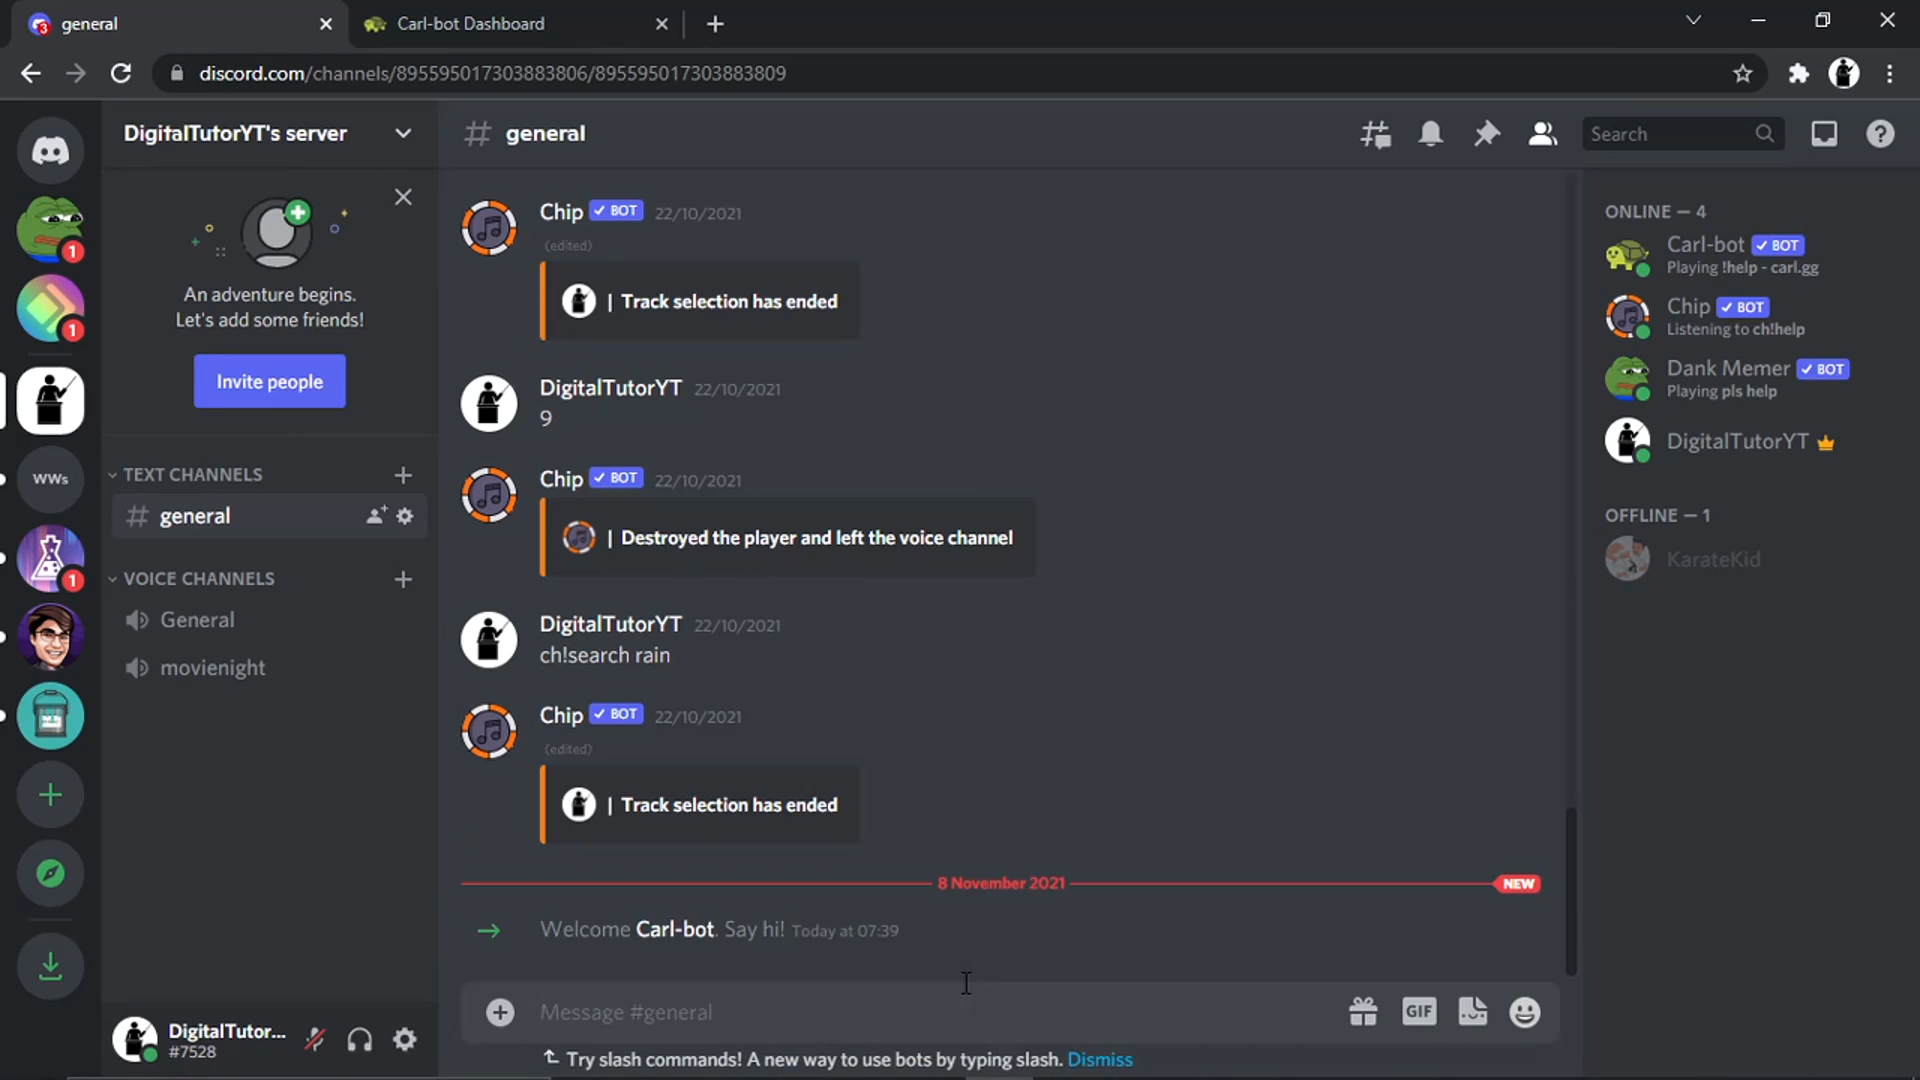 general
Carl-bot Dashboard
discord.com/channels/895595017303883806/895595017303883809
DigitalTutorYT's server
An adventure begins.
Let's add some friends!
Invite people
TEXT CHANNELS
general
VOICE CHANNELS
General
movienight
DigitalTutor...
#7528
1
1
WWs
1
3
general
Search
Chip BOT 22/10/2021
(edited)
| Track selection has ended
DigitalTutorYT 22/10/2021
9
Chip BOT 22/10/2021
| Destroyed the player and left the voice channel
DigitalTutorYT 22/10/2021
ch!search rain
Chip BOT 22/10/2021
(edited)
| Track selection has ended
8 November 2021 NEW
Welcome Carl-bot. Say hi! Today at 07:39
Message #general
GIF
Try slash commands! A new way to use bots by typing slash. Dismiss
ONLINE — 4
Carl-bot BOT
Playing !help - carl.gg
Chip BOT
Listening to ch!help
Dank Memer BOT
Playing pls help
DigitalTutorYT
OFFLINE — 1
KarateKid